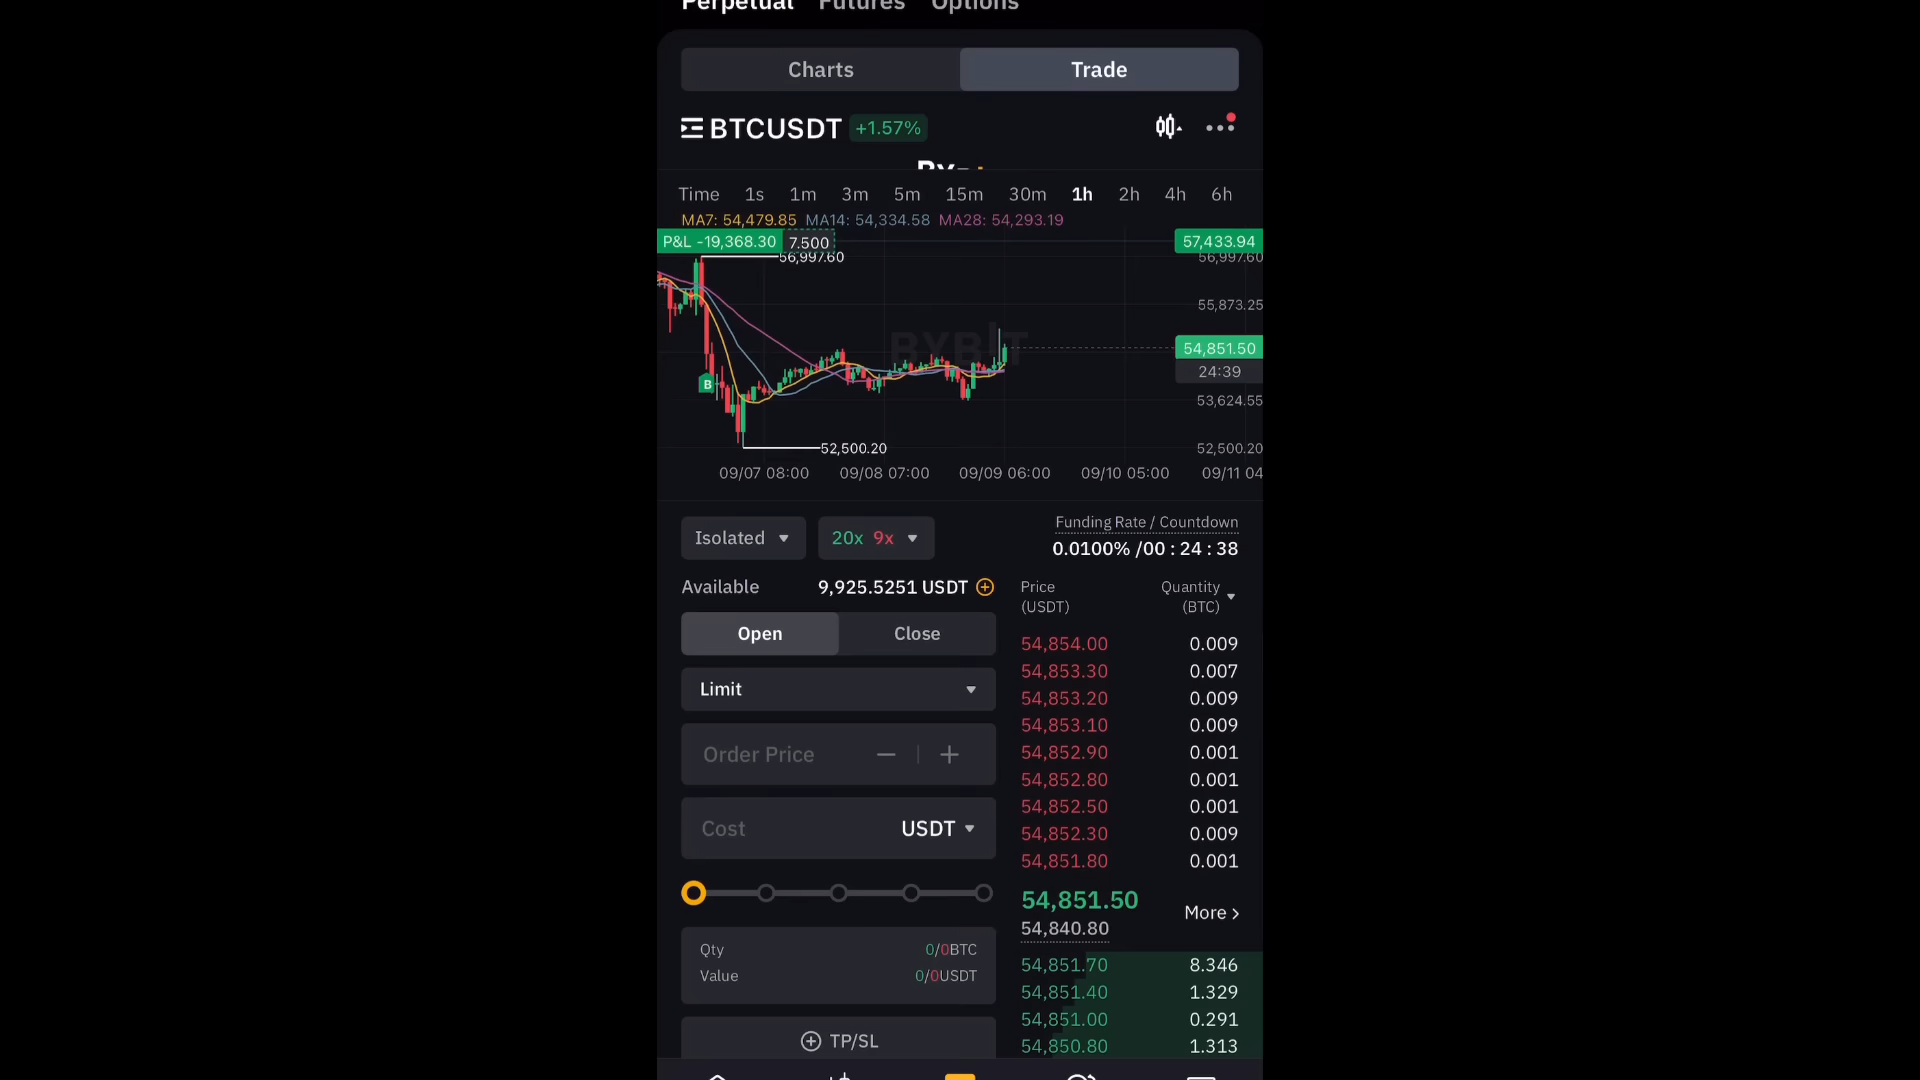 Perpetual Futures Options
Charts Trade
BTCUSDT +1.57%
Time 1s 1m 3m 5m 15m 30m 1h 2h 4h 6h
MA7: 54,479.85 MA14: 54,334.58 MA28: 54,293.19
P&L -19,368.30 7.500 57,433.94
56,997.60 56,997.60
55,873.25
BYBIT
54,851.50
24:39
B
53,624.55
52,500.20 52,500.20
09/07 08:00 09/08 07:00 09/09 06:00 09/10 05:00 09/11 04
Isolated 20x 9x
Funding Rate / Countdown
0.0100% /00 : 24 : 38
Available 9,925.5251 USDT
Open Close
Limit
Order Price
Cost USDT
Qty 0/0BTC
Value 0/0USDT
TP/SL
Price Quantity
(USDT) (BTC)
54,854.00 0.009
54,853.30 0.007
54,853.20 0.009
54,853.10 0.009
54,852.90 0.001
54,852.80 0.001
54,852.50 0.001
54,852.30 0.009
54,851.80 0.001
54,851.50
54,840.80
More
54,851.70 8.346
54,851.40 1.329
54,851.00 0.291
54,850.80 1.313